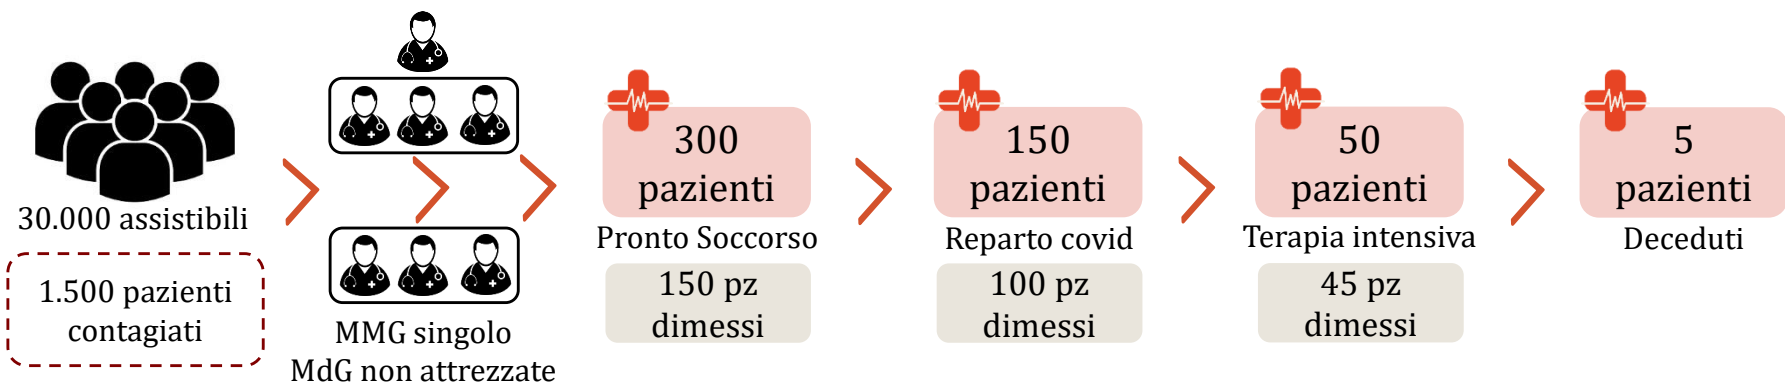 30.000 assistibili
1.500 pazienti
contagiati
MMG singolo
MdG non attrezzate
300
pazienti
Pronto Soccorso
150 pz
dimessi
150
pazienti
Reparto covid
100 pz
dimessi
50
pazienti
Terapia intensiva
45 pz
dimessi
5
pazienti
Deceduti